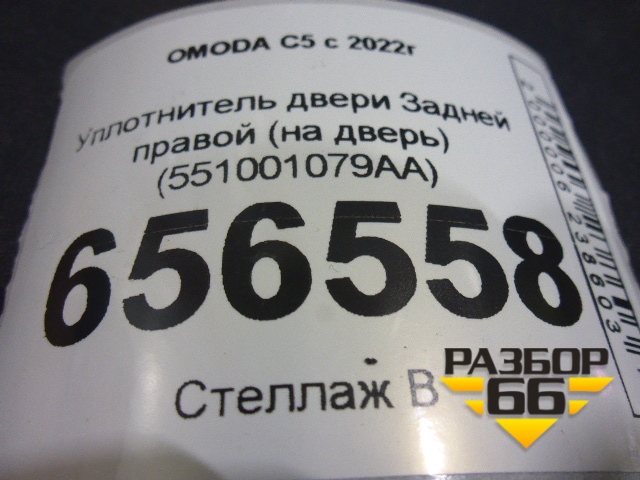 OMODA C5 с 2022г
Уплотнитель двери Задней
правой (на дверь)
(551001079AA)
656558
Стеллаж В
РАЗБОР
66